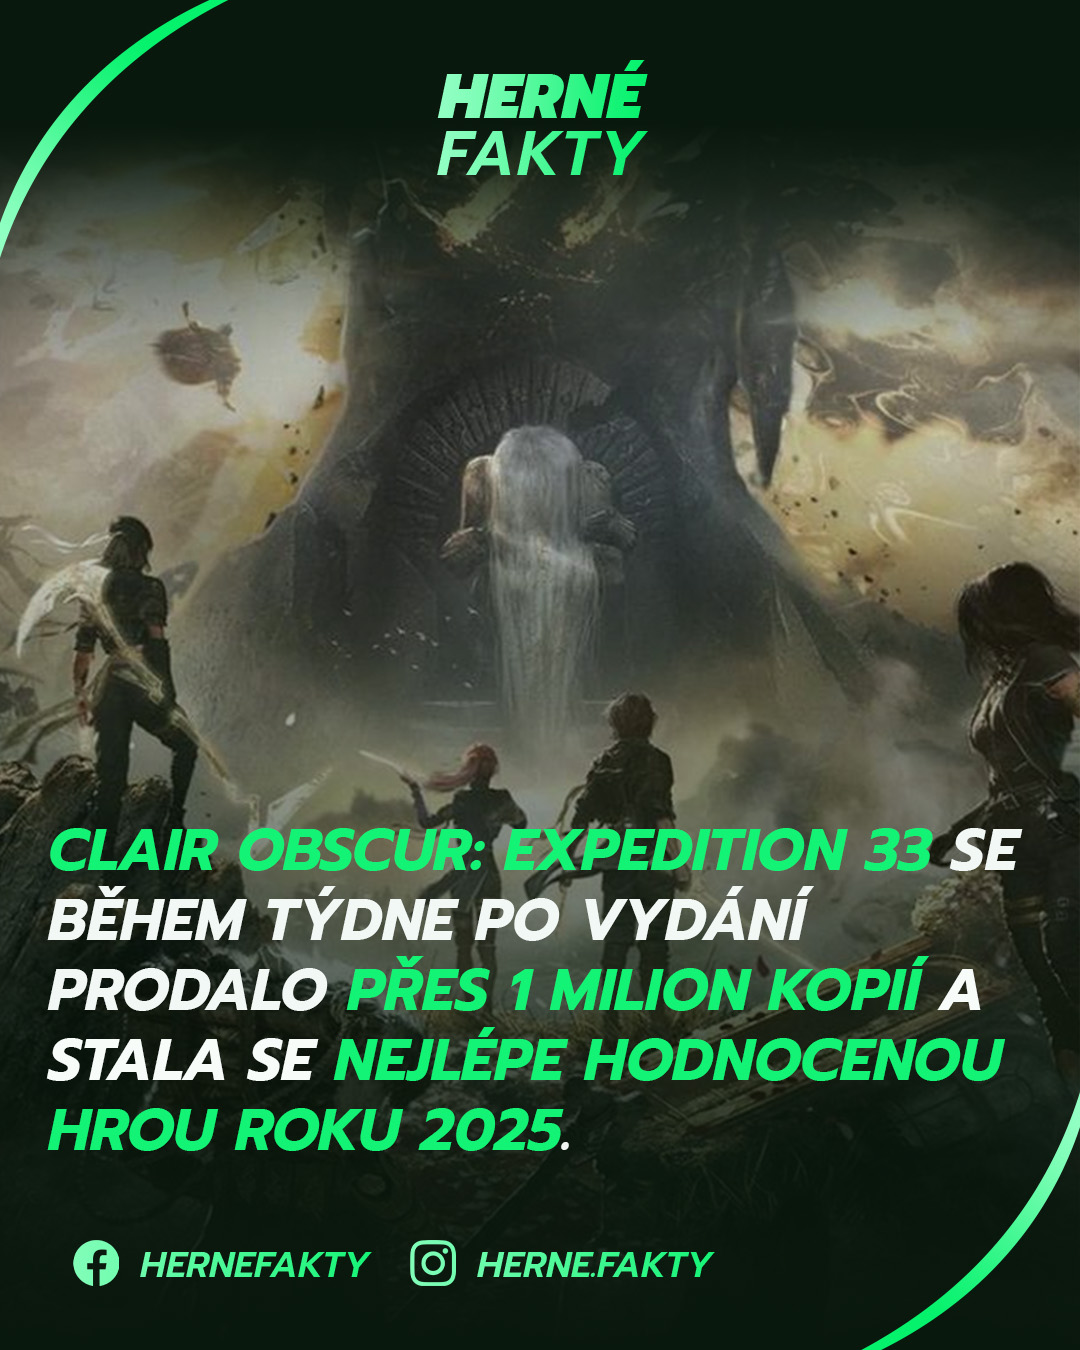 HERNÉ
FAKTY
CLAIR OBSCUR: EXPEDITION 33 SE
BĚHEM TÝDNE PO VYDÁNÍ
PRODALO PŘES 1 MILION KOPIÍ A
STALA SE NEJLÉPE HODNOCENOU
HROU ROKU 2025.
HERNEFAKTY HERNE.FAKTY